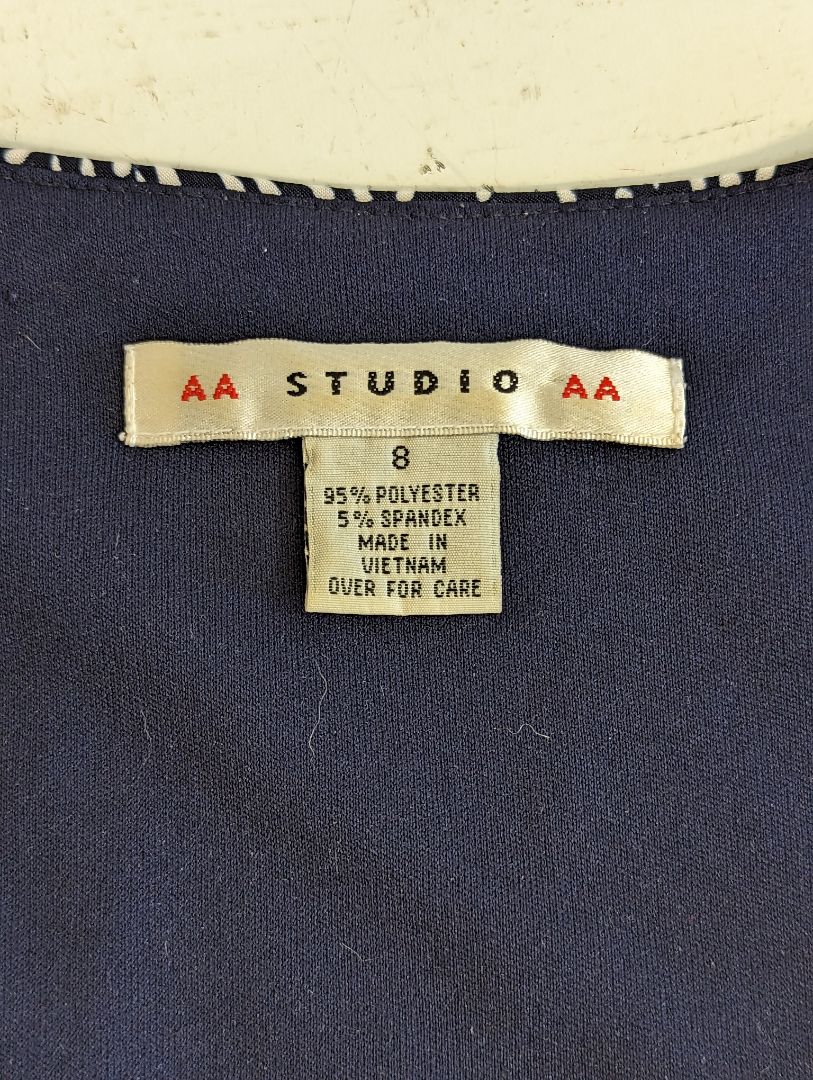 AA STUDIO AA
8
95% POLYESTER
5% SPANDEX
MADE IN
VIETNAM
OVER FOR CARE